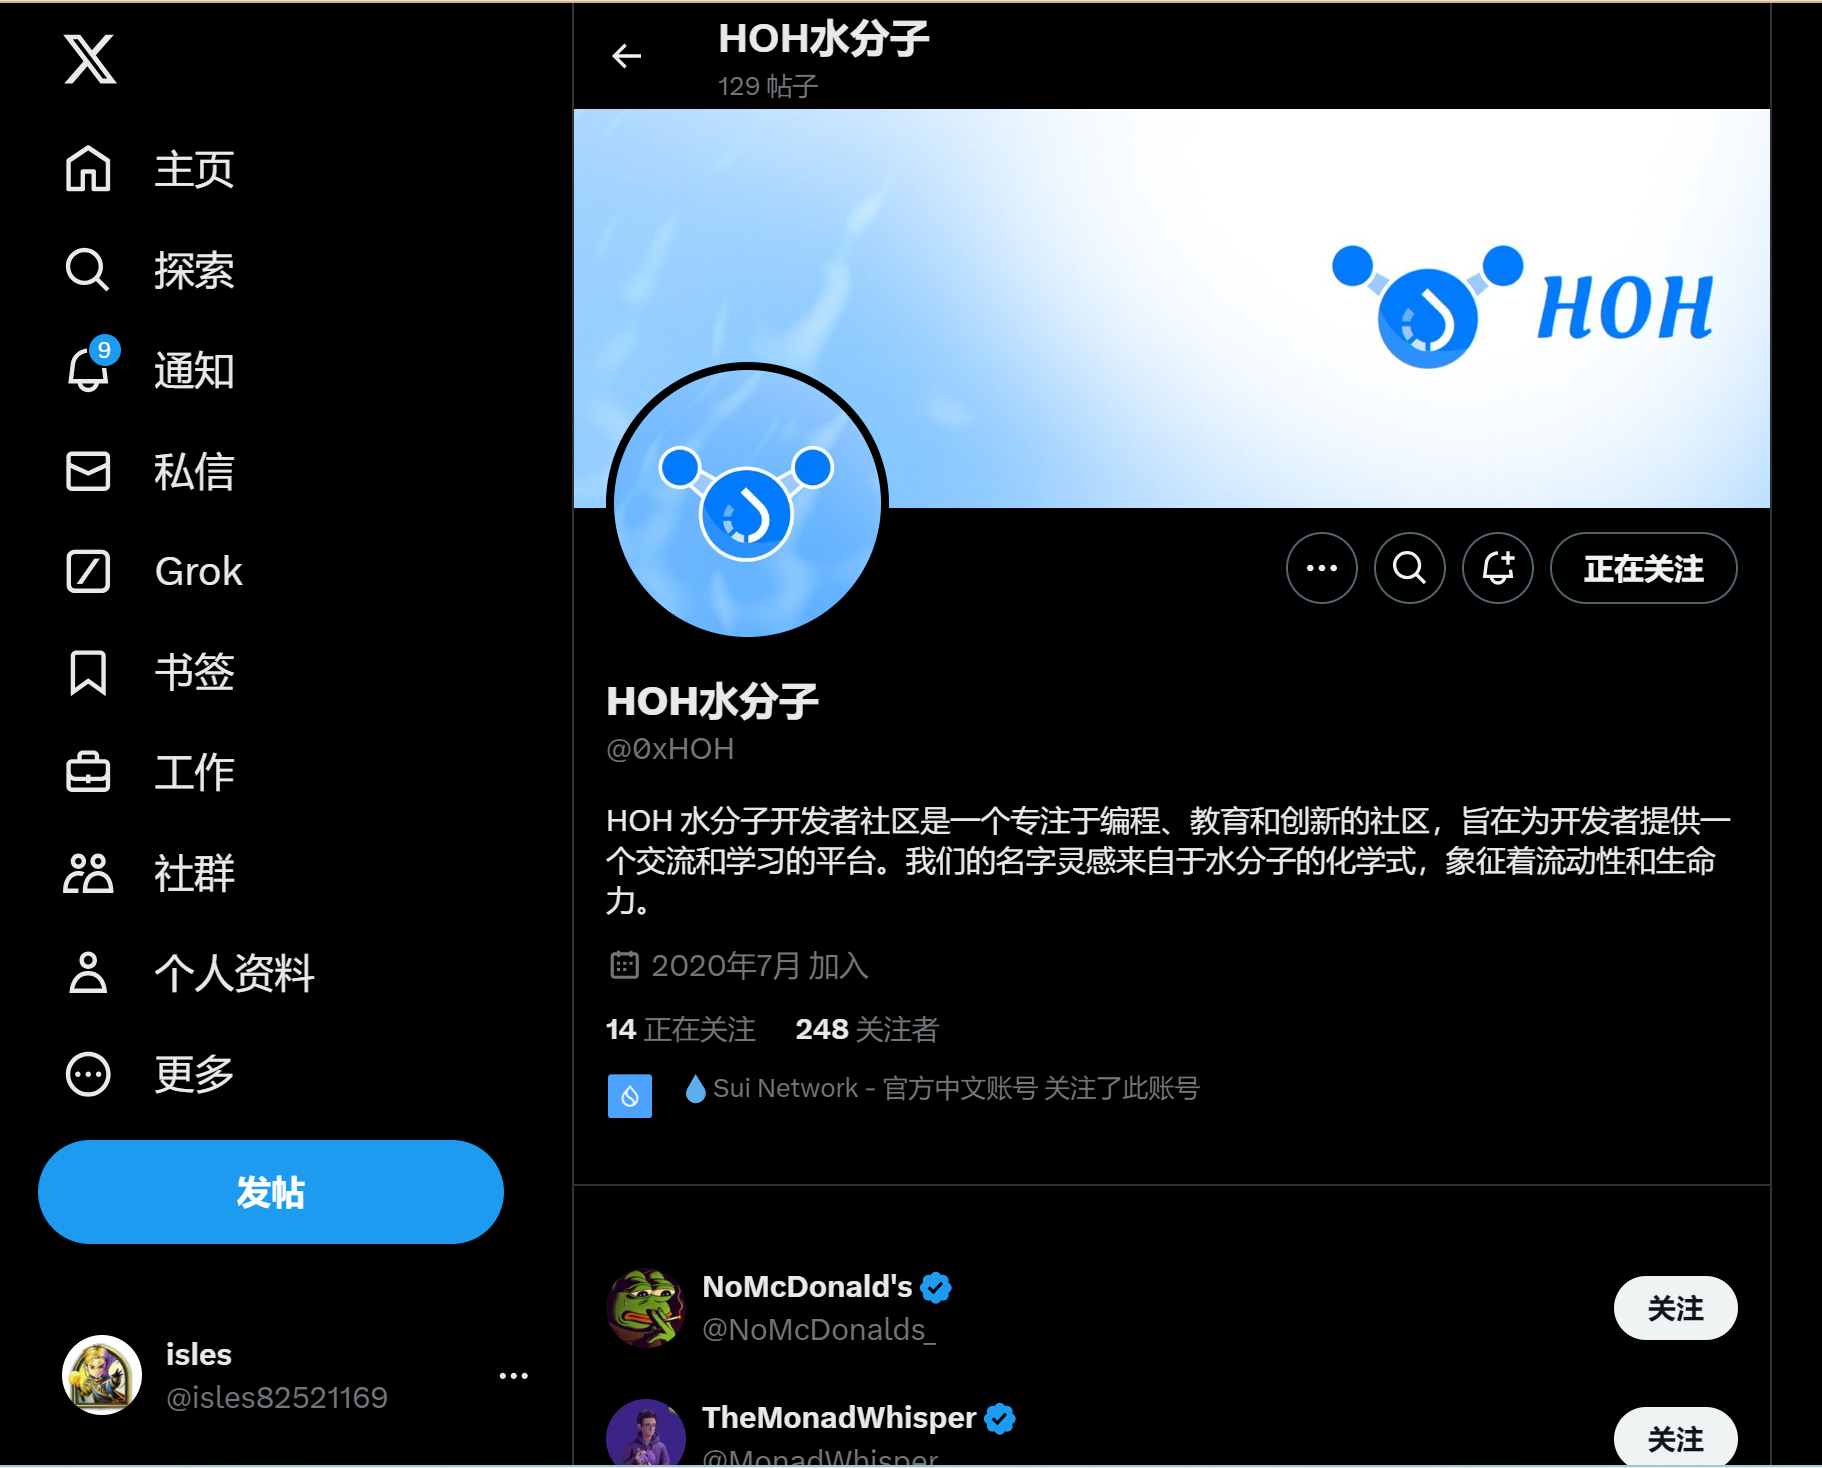 主页
探索
9
通知
私信
Grok
书签
工作
社群
个人资料
更多
发帖
isles
@isles82521169
HOH水分子
129 帖子
HOH
正在关注
HOH水分子
@0xHOH
HOH 水分子开发者社区是一个专注于编程、教育和创新的社区，旨在为开发者提供一
个交流和学习的平台。我们的名字灵感来自于水分子的化学式，象征着流动性和生命
力。
2020年7月 加入
14 正在关注 248 关注者
Sui Network - 官方中文账号 关注了此账号
NoMcDonald's
@NoMcDonalds_
关注
TheMonadWhisper
@MonadWhisper
关注